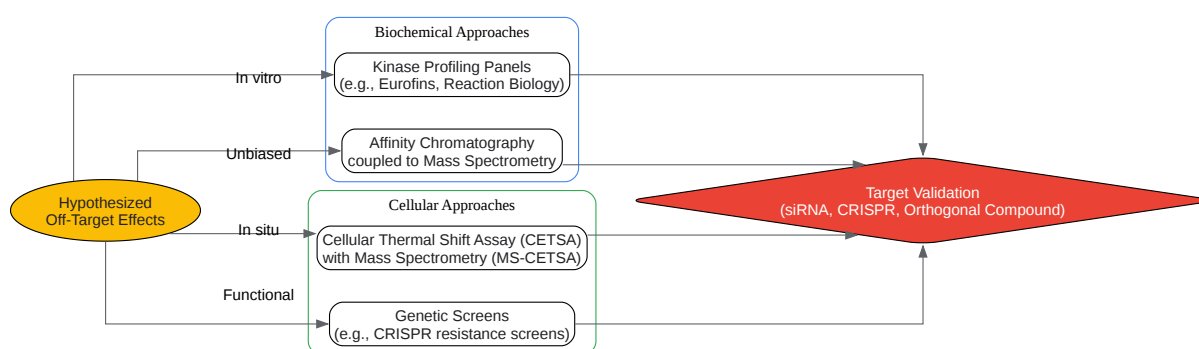 Biochemical Approaches
Kinase Profiling Panels
(e.g., Eurofins, Reaction Biology)
In vitro
Affinity Chromatography
coupled to Mass Spectrometry
Unbiased
Hypothesized
Off-Target Effects
Target Validation
(siRNA, CRISPR, Orthogonal Compound)
Cellular Approaches
In situ
Cellular Thermal Shift Assay (CETSA)
with Mass Spectrometry (MS-CETSA)
Functional
Genetic Screens
(e.g., CRISPR resistance screens)